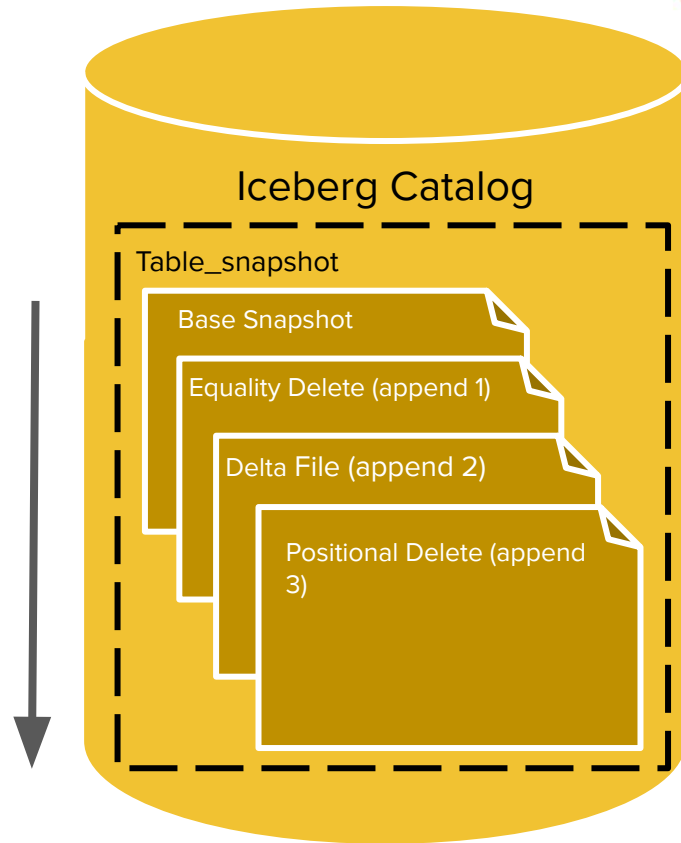 Iceberg Catalog
Table_snapshot
Base Snapshot
Equality Delete (append 1)
Delta File (append 2)
Positional Delete (append
3)